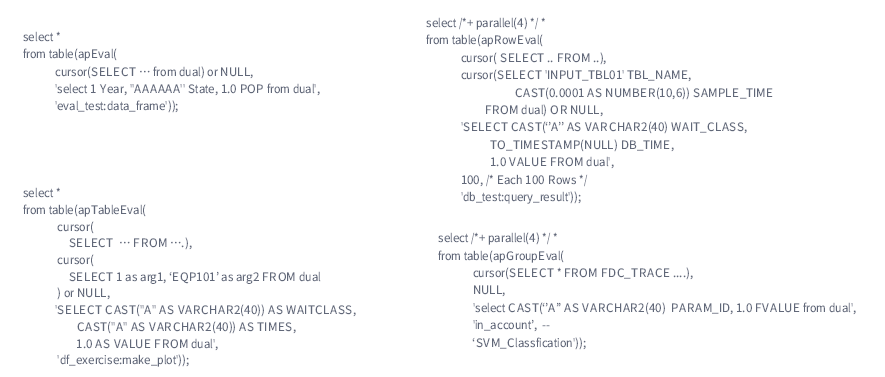 select *
from table(apEval(
cursor(SELECT ··· from dual) or NULL,
'select 1 Year, "AAAAAA" State, 1.0 POP from dual',
'eval_test:data_frame'));
select *
from table(apTableEval(
cursor(
SELECT ··· FROM ···.),
cursor(
SELECT 1 as arg1, ‘EQP101’ as arg2 FROM dual
) or NULL,
'SELECT CAST("A" AS VARCHAR2(40)) AS WAITCLASS,
CAST("A" AS VARCHAR2(40)) AS TIMES,
1.0 AS VALUE FROM dual',
'df_exercise:make_plot'));
select /*+ parallel(4) */ *
from table(apRowEval(
cursor( SELECT .. FROM ..),
cursor(SELECT 'INPUT_TBL01' TBL_NAME,
CAST(0.0001 AS NUMBER(10,6)) SAMPLE_TIME
FROM dual) OR NULL,
'SELECT CAST(‘’A’’ AS VARCHAR2(40) WAIT_CLASS,
TO_TIMESTAMP(NULL) DB_TIME,
1.0 VALUE FROM dual',
100, /* Each 100 Rows */
'db_test:query_result'));
select /*+ parallel(4) */ *
from table(apGroupEval(
cursor(SELECT * FROM FDC_TRACE ....),
NULL,
'select CAST(‘’A’’ AS VARCHAR2(40) PARAM_ID, 1.0 FVALUE from dual',
'in_account', --
‘SVM_Classfication'));